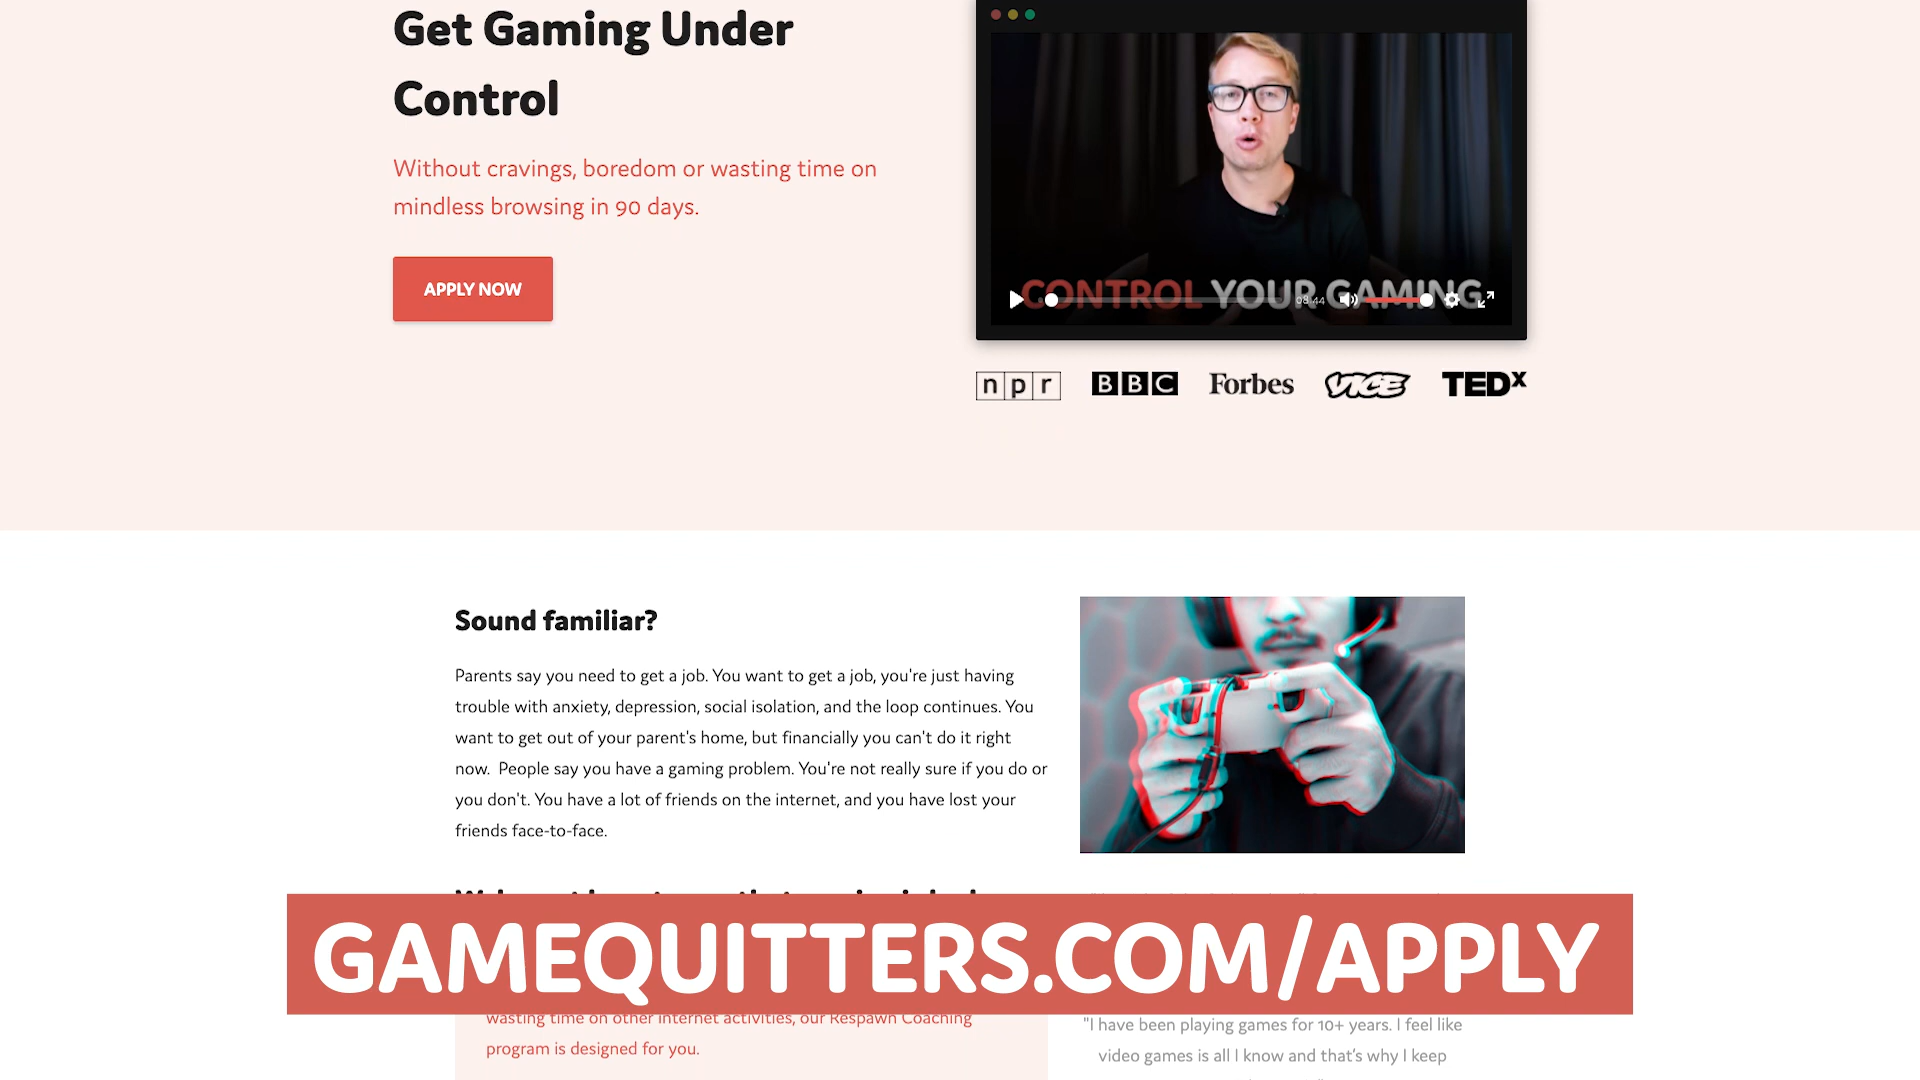 Get Gaming Under
Control
Without cravings, boredom or wasting time on
mindless browsing in 90 days.
APPLY NOW
CONTROL YOUR GAMING
08:44
npr BBC Forbes VICE TEDx
Sound familiar?
Parents say you need to get a job. You want to get a job, you're just having
trouble with anxiety, depression, social isolation, and the loop continues. You
want to get out of your parent's home, but financially you can't do it right
now. People say you have a gaming problem. You're not really sure if you do or
you don't. You have a lot of friends on the internet, and you have lost your
friends face-to-face.
GAMEQUITTERS.COM/APPLY
wasting time on other internet activities, our Respawn Coaching
program is designed for you.
"I have been playing games for 10+ years. I feel like
video games is all I know and that's why I keep